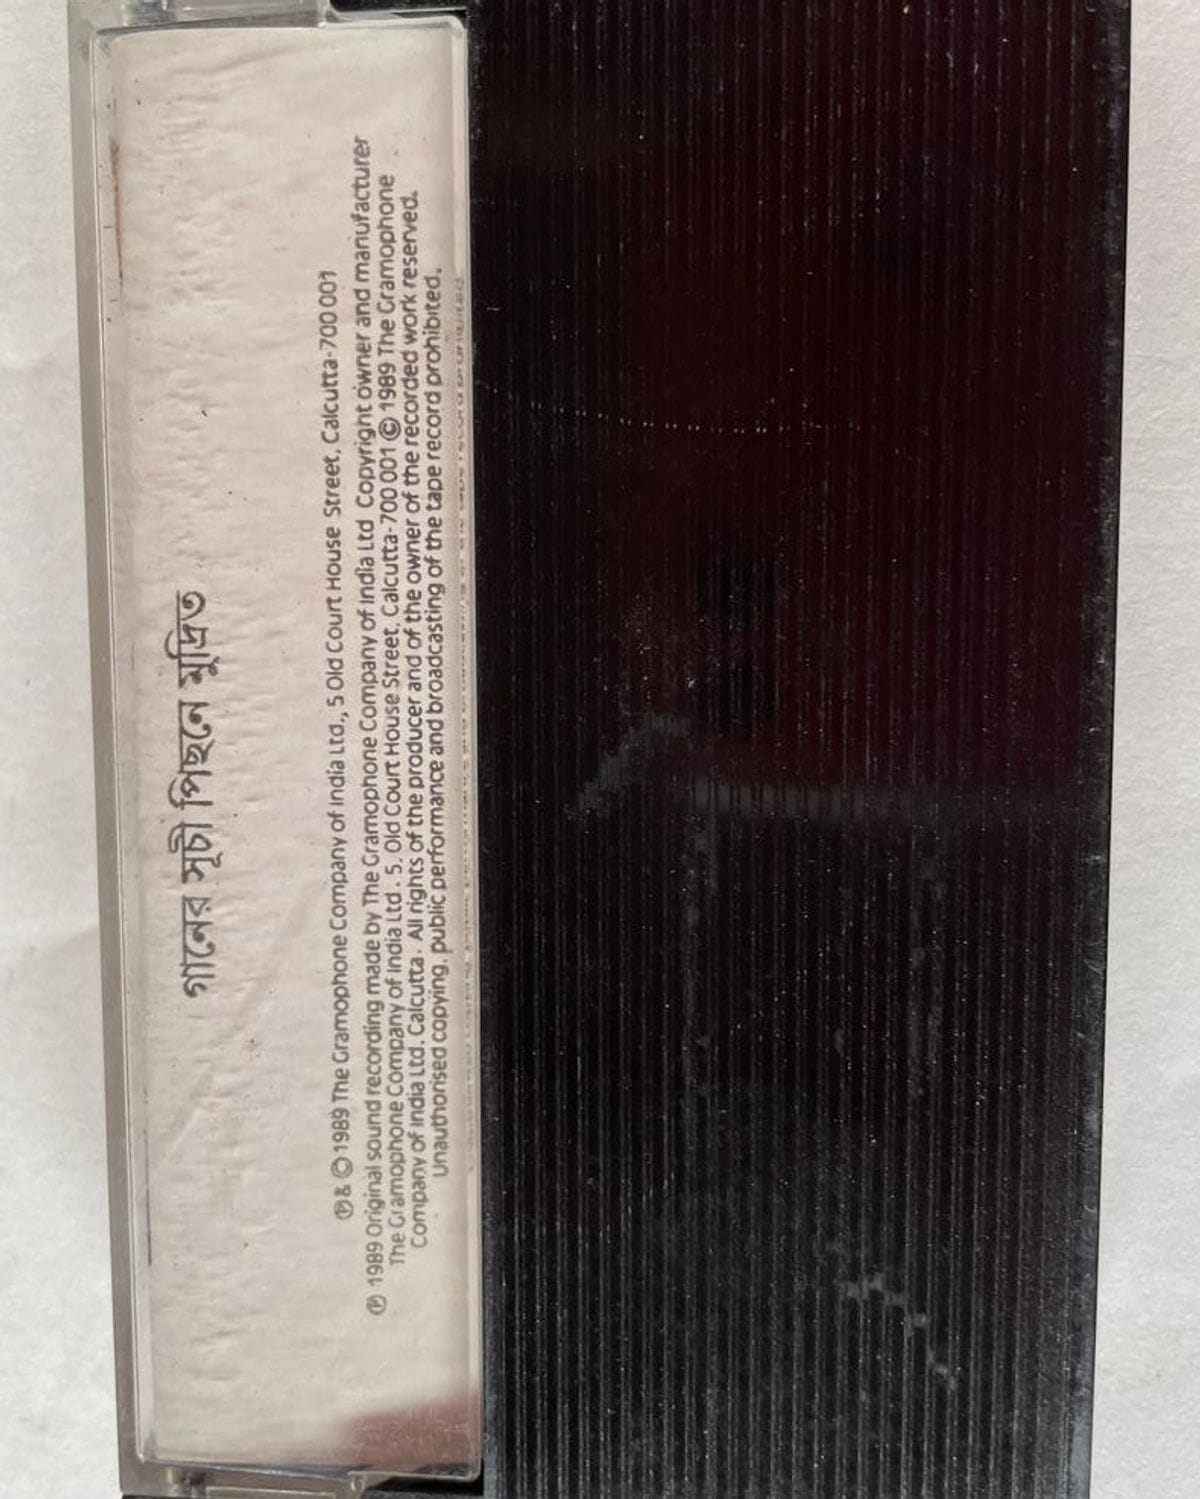 গানের সূচী পিছনে মুদ্রিত
℗ & © 1989 The Gramophone Company of India Ltd., 5 Old Court House Street, Calcutta-700 001
℗ 1989 Original sound recording made by The Gramophone Company of India Ltd Copyright owner and manufacturer
The Gramophone Company of India Ltd. 5, Old Court House Street, Calcutta-700 001 © 1989 The Gramophone
Company of India Ltd. Calcutta. All rights of the producer and of the owner of the recorded work reserved.
Unauthorised copying, public performance and broadcasting of the tape record prohibited.